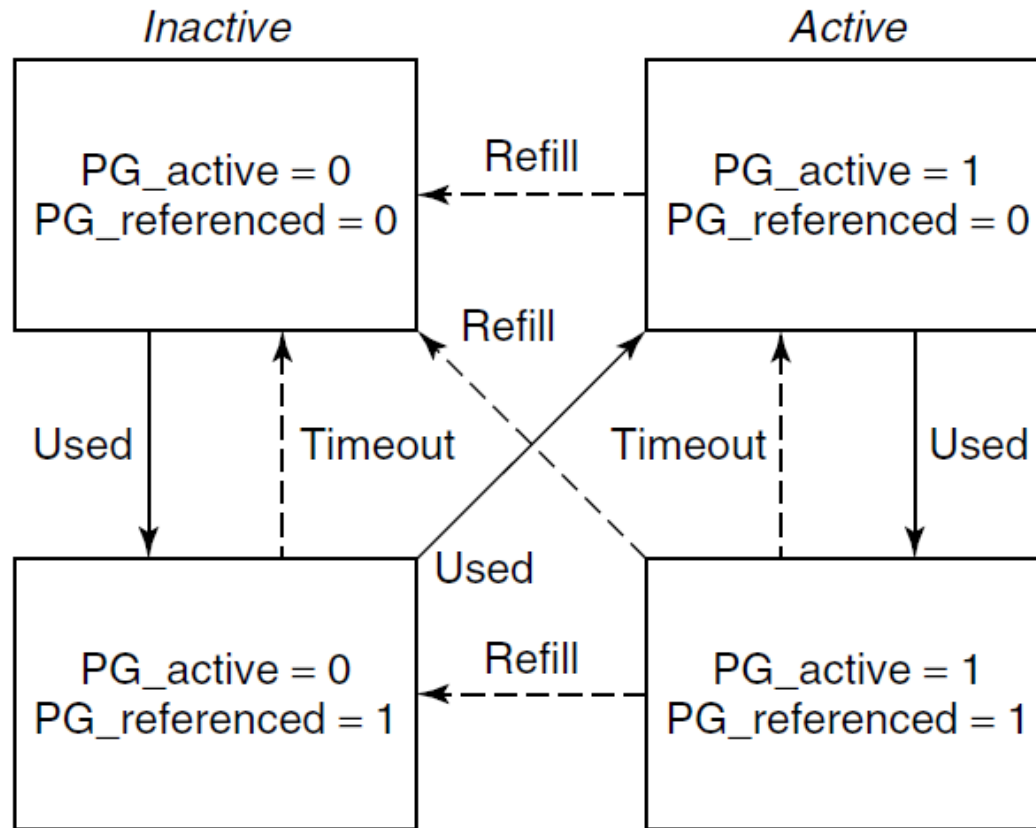 Inactive
Active
PG_active = 0
PG_referenced = 0
Refill
PG_active = 1
PG_referenced = 0
Refill
Used
Timeout
Timeout
Used
Used
PG_active = 0
PG_referenced = 1
Refill
PG_active = 1
PG_referenced = 1